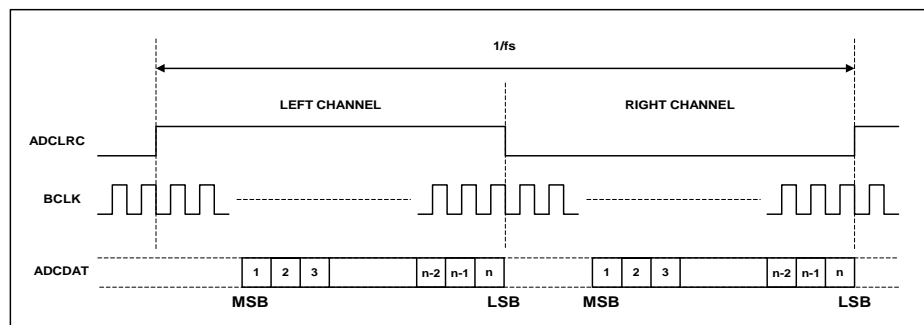 1/fs
LEFT CHANNEL RIGHT CHANNEL
ADCLRC
BCLK
ADCDAT 1 2 3 n-2 n-1 n 1 2 3 n-2 n-1 n
MSB LSB MSB LSB